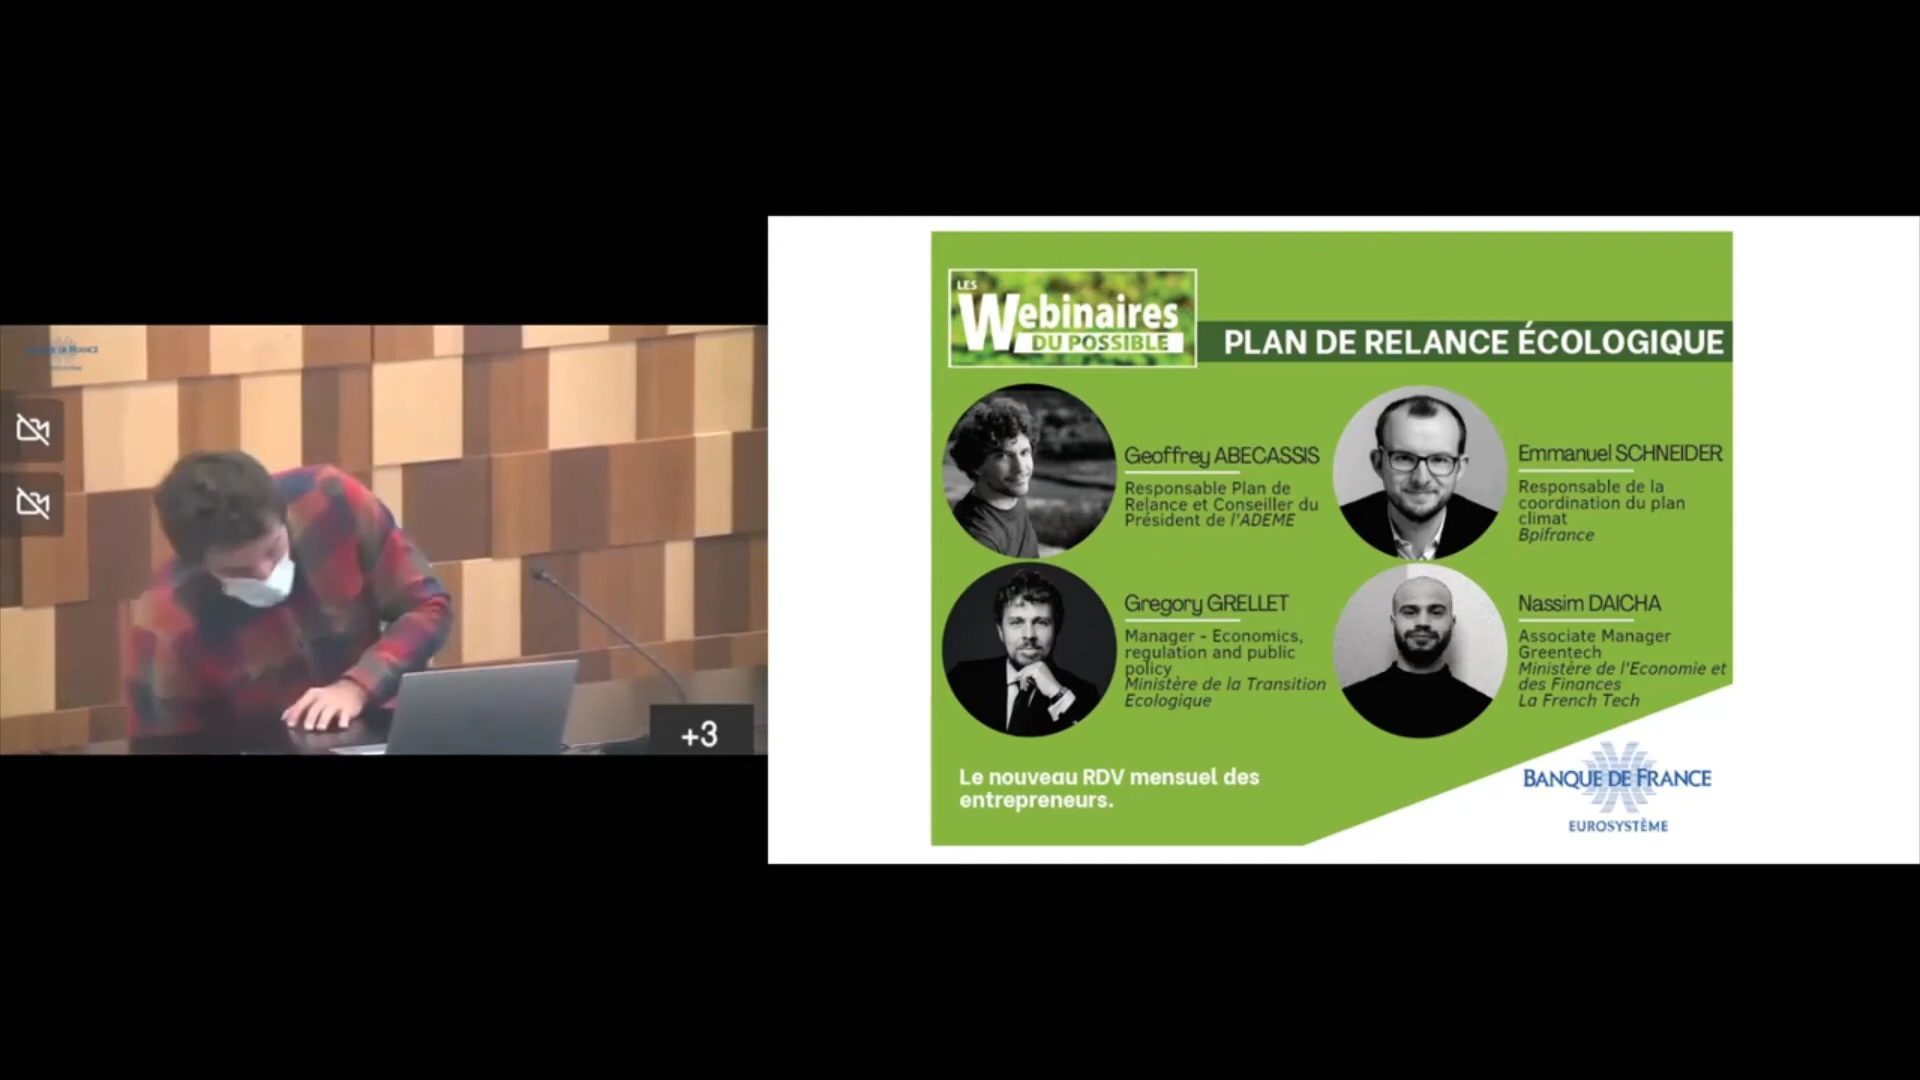 BANQUE DE FRANCE
+3
LES
Webinaires
DU POSSIBLE
PLAN DE RELANCE ÉCOLOGIQUE
Geoffrey ABECASSIS
Responsable Plan de
Relance et Conseiller du
Président de l'ADEME
Emmanuel SCHNEIDER
Responsable de la
coordination du plan
climat
Bpifrance
Gregory GRELLET
Manager - Economics,
regulation and public
policy
Ministère de la Transition
Ecologique
Nassim DAICHA
Associate Manager
Greentech
Ministère de l'Economie et
des Finances
La French Tech
Le nouveau RDV mensuel des
entrepreneurs.
BANQUE DE FRANCE
EUROSYSTÈME